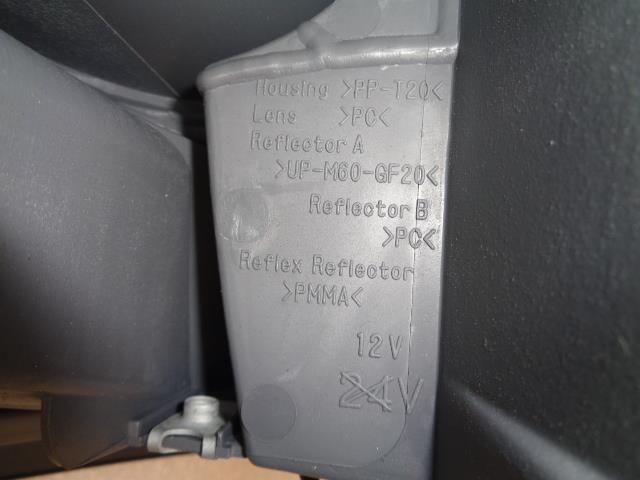 Housing >PP-T20<
Lens >PC<
Reflector A
>UP-M60-GF20<
Reflector B
>PC<
Reflex Reflector
>PMMA<
12V
24V